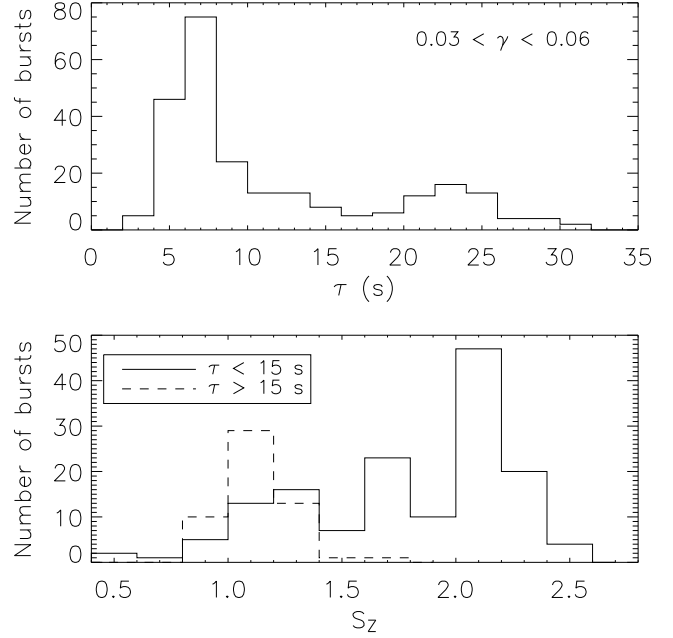 80
60
40
20
0
Number of bursts
0.03 < γ < 0.06
0 5 10 15 20 25 30 35
τ (s)
50
40
30
20
10
0
Number of bursts
τ < 15 s
τ > 15 s
0.5 1.0 1.5 2.0 2.5
S_Z